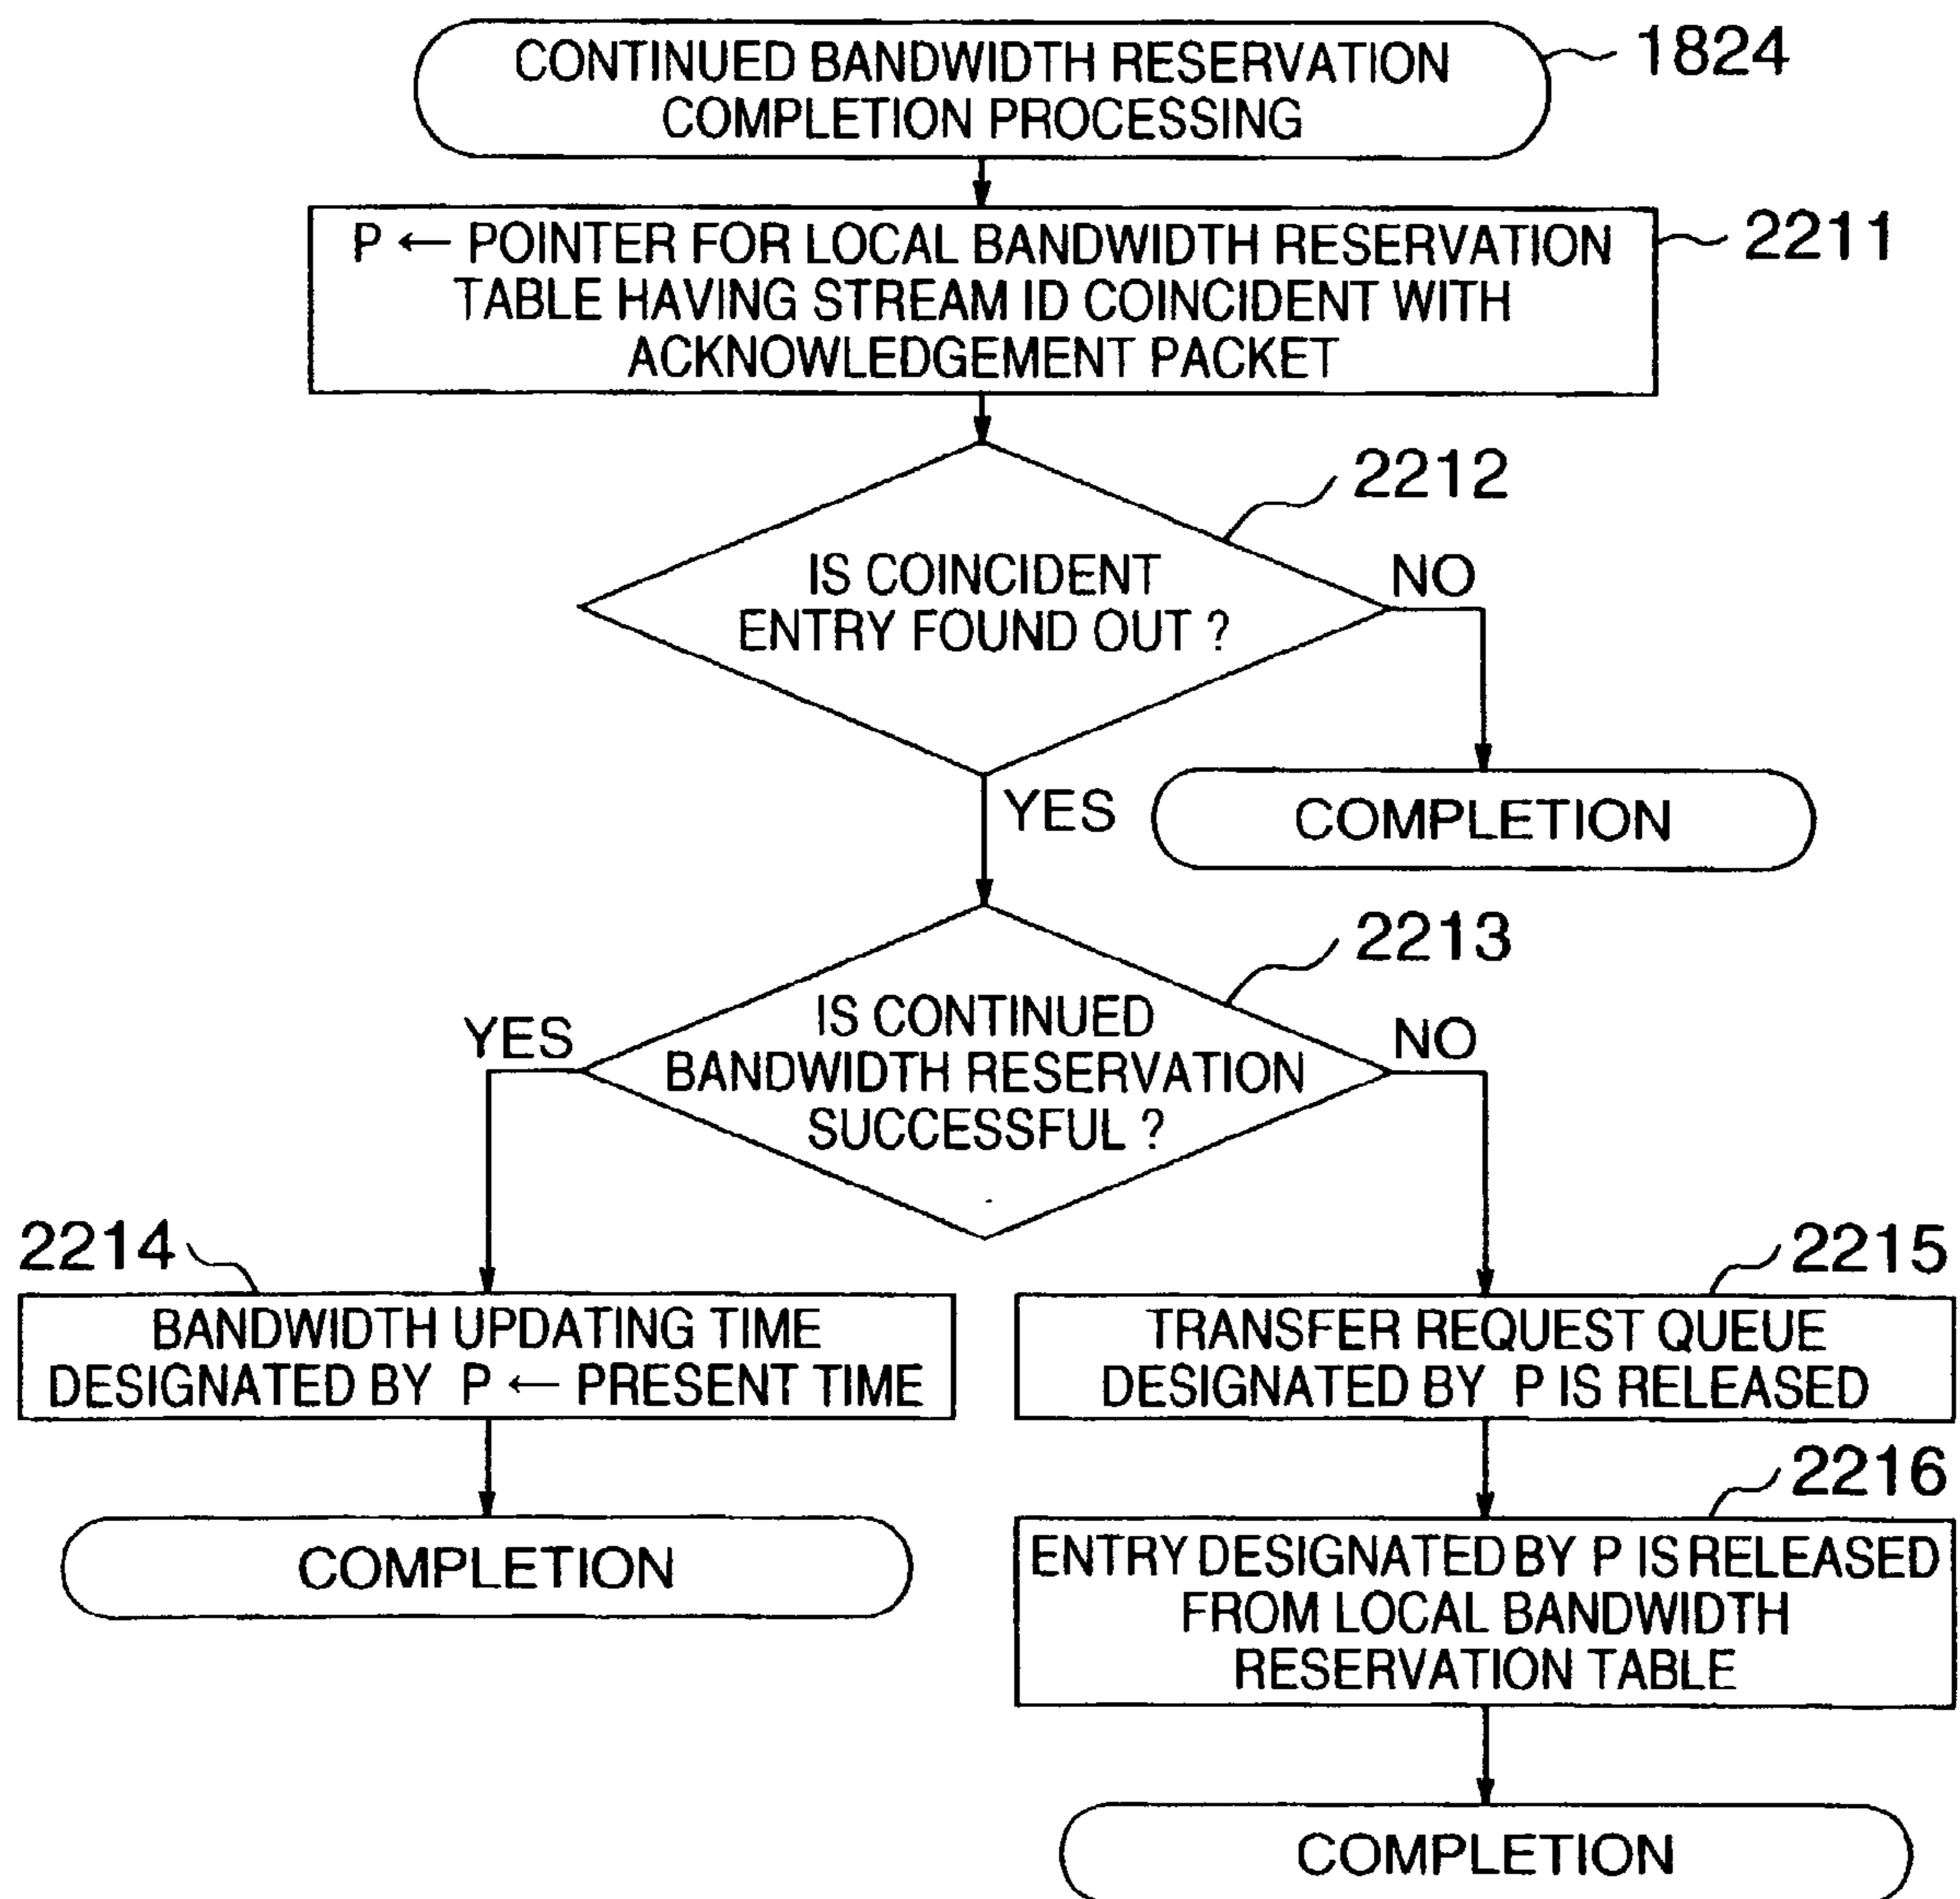 CONTINUED BANDWIDTH RESERVATION
COMPLETION PROCESSING
1824
P ← POINTER FOR LOCAL BANDWIDTH RESERVATION
TABLE HAVING STREAM ID COINCIDENT WITH
ACKNOWLEDGEMENT PACKET
2211
2212
IS COINCIDENT
ENTRY FOUND OUT ?
NO
YES
COMPLETION
2213
IS CONTINUED
BANDWIDTH RESERVATION
SUCCESSFUL ?
YES
NO
2214
BANDWIDTH UPDATING TIME
DESIGNATED BY P ← PRESENT TIME
COMPLETION
2215
TRANSFER REQUEST QUEUE
DESIGNATED BY P IS RELEASED
2216
ENTRY DESIGNATED BY P IS RELEASED
FROM LOCAL BANDWIDTH
RESERVATION TABLE
COMPLETION